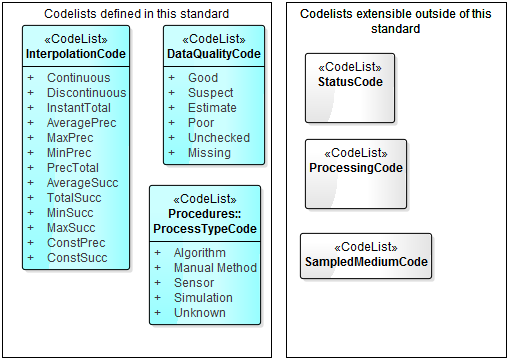 Codelists defined in this standard
«CodeList»
InterpolationCode
+ Continuous
+ Discontinuous
+ InstantTotal
+ AveragePrec
+ MaxPrec
+ MinPrec
+ PrecTotal
+ AverageSucc
+ TotalSucc
+ MinSucc
+ MaxSucc
+ ConstPrec
+ ConstSucc
«CodeList»
DataQualityCode
+ Good
+ Suspect
+ Estimate
+ Poor
+ Unchecked
+ Missing
«CodeList»
Procedures::
ProcessTypeCode
+ Algorithm
+ Manual Method
+ Sensor
+ Simulation
+ Unknown
Codelists extensible outside of this
standard
«CodeList»
StatusCode
«CodeList»
ProcessingCode
«CodeList»
SampledMediumCode